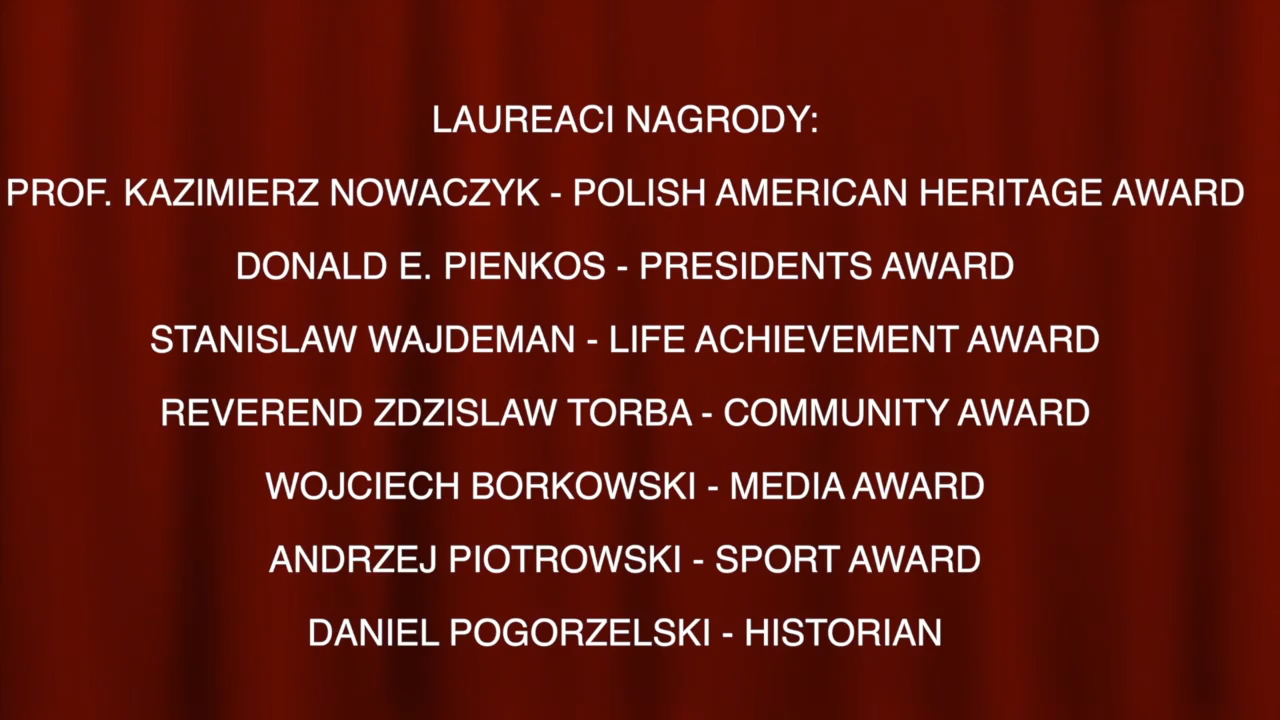 LAUREACI NAGRODY:
PROF. KAZIMIERZ NOWACZYK - POLISH AMERICAN HERITAGE AWARD
DONALD E. PIENKOS - PRESIDENTS AWARD
STANISLAW WAJDEMAN - LIFE ACHIEVEMENT AWARD
REVEREND ZDZISLAW TORBA - COMMUNITY AWARD
WOJCIECH BORKOWSKI - MEDIA AWARD
ANDRZEJ PIOTROWSKI - SPORT AWARD
DANIEL POGORZELSKI - HISTORIAN